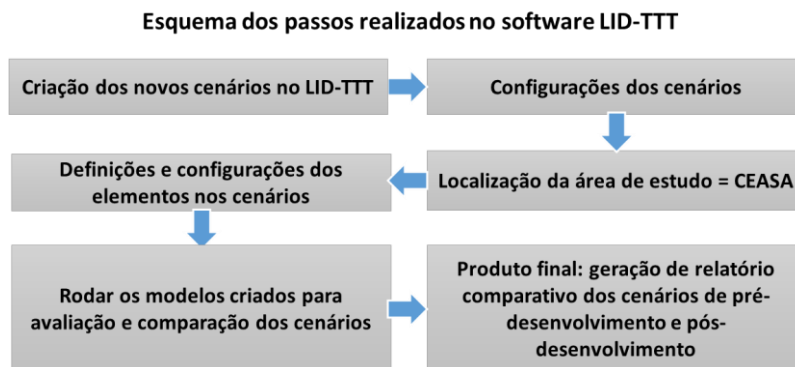 Esquema dos passos realizados no software LID-TTT
Criação dos novos cenários no LID-TTT
Configurações dos cenários
Localização da área de estudo = CEASA
Definições e configurações dos
elementos nos cenários
Rodar os modelos criados para
avaliação e comparação dos cenários
Produto final: geração de relatório
comparativo dos cenários de pré-
desenvolvimento e pós-
desenvolvimento